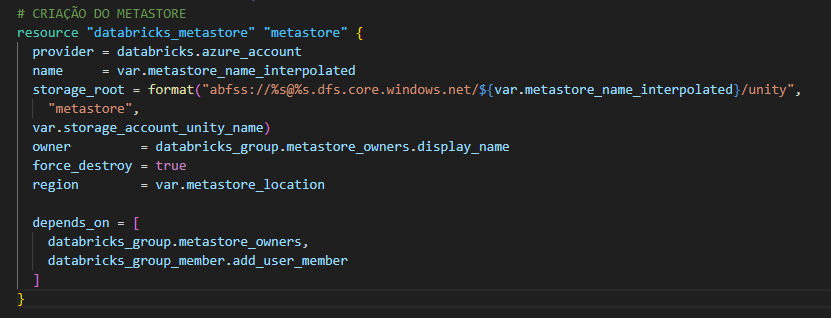 # CRIAÇÃO DO METASTORE
resource "databricks_metastore" "metastore" {
  provider = databricks.azure_account
  name     = var.metastore_name_interpolated
  storage_root = format("abfss://%s@%s.dfs.core.windows.net/${var.metastore_name_interpolated}/unity",
    "metastore",
  var.storage_account_unity_name)
  owner         = databricks_group.metastore_owners.display_name
  force_destroy = true
  region        = var.metastore_location
  depends_on = [
    databricks_group.metastore_owners,
    databricks_group_member.add_user_member
  ]
}